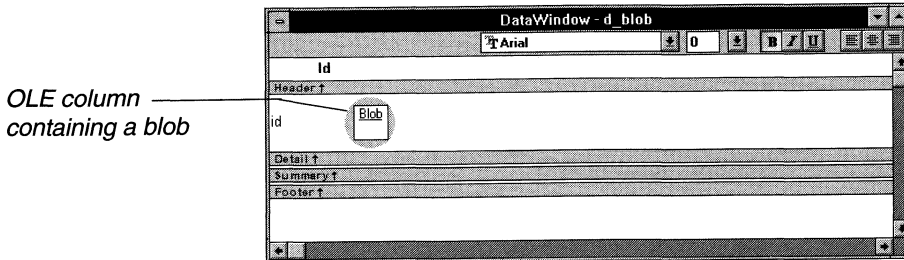 DataWindow - d_blob
Arial 0 B I U
Id
Header ↑
OLE column
containing a blob
id
Blob
Detail ↑
Summary ↑
Footer ↑